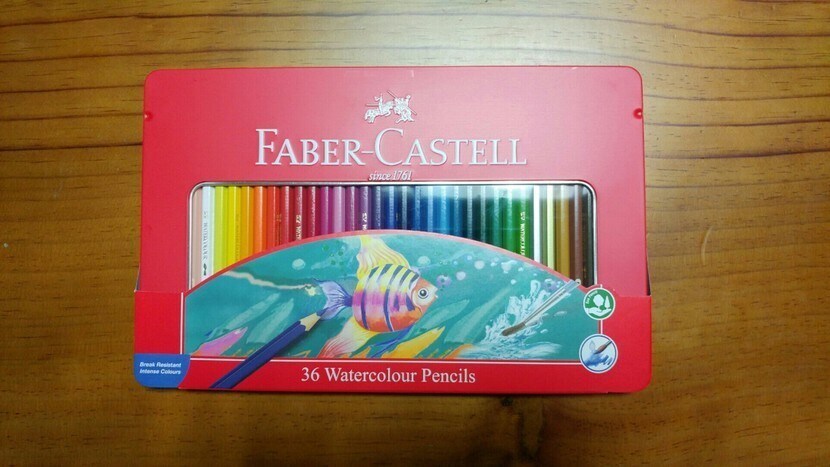 FABER-CASTELL
since 1761
36 Watercolour Pencils
Break Resistant
Intense Colours